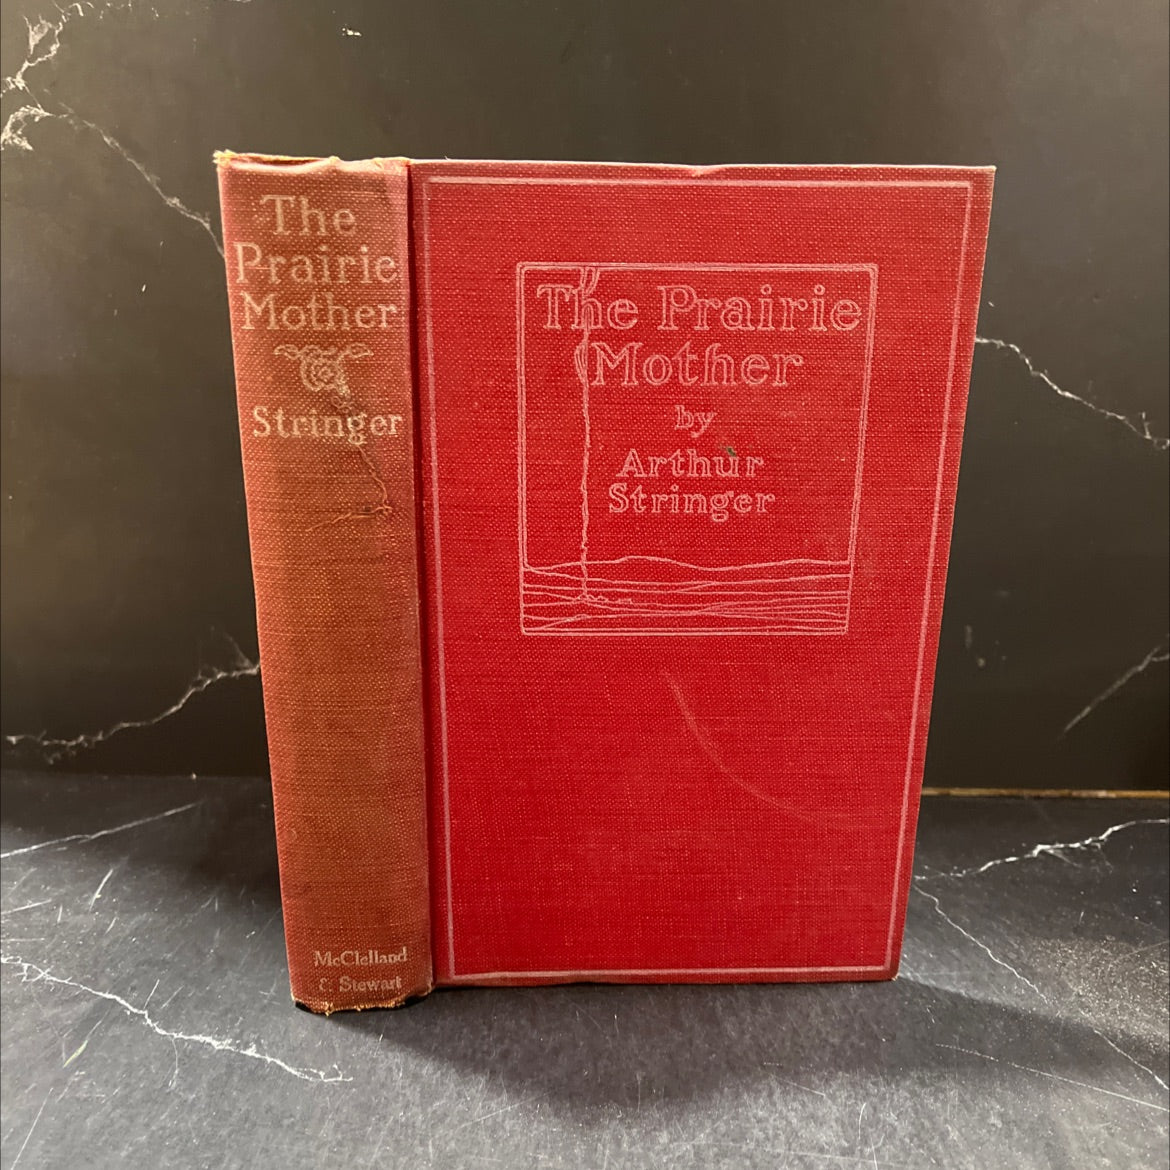 The
Prairie
Mother
Stringer
McClelland
& Stewart
The Prairie
Mother
by
Arthur
Stringer